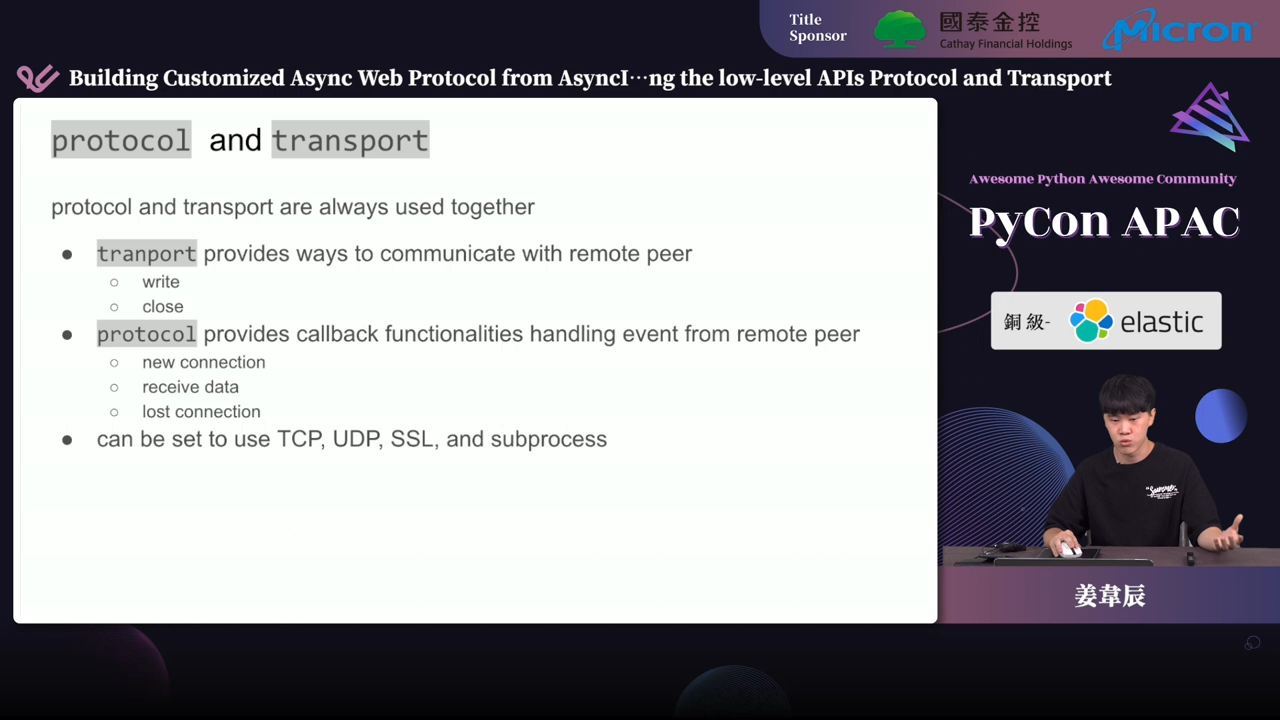 Title
Sponsor
國泰金控
Cathay Financial Holdings
Micron
Building Customized Async Web Protocol from AsyncI…ng the low-level APIs Protocol and Transport
protocol and transport
protocol and transport are always used together
● tranport provides ways to communicate with remote peer
○ write
○ close
● protocol provides callback functionalities handling event from remote peer
○ new connection
○ receive data
○ lost connection
● can be set to use TCP, UDP, SSL, and subprocess
Awesome Python Awesome Community
PyCon APAC
銅級- elastic
姜韋辰